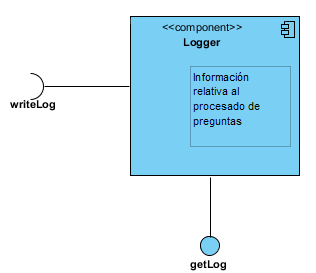 <<component>>
Logger
Información
relativa al
procesado de
preguntas
writeLog
getLog